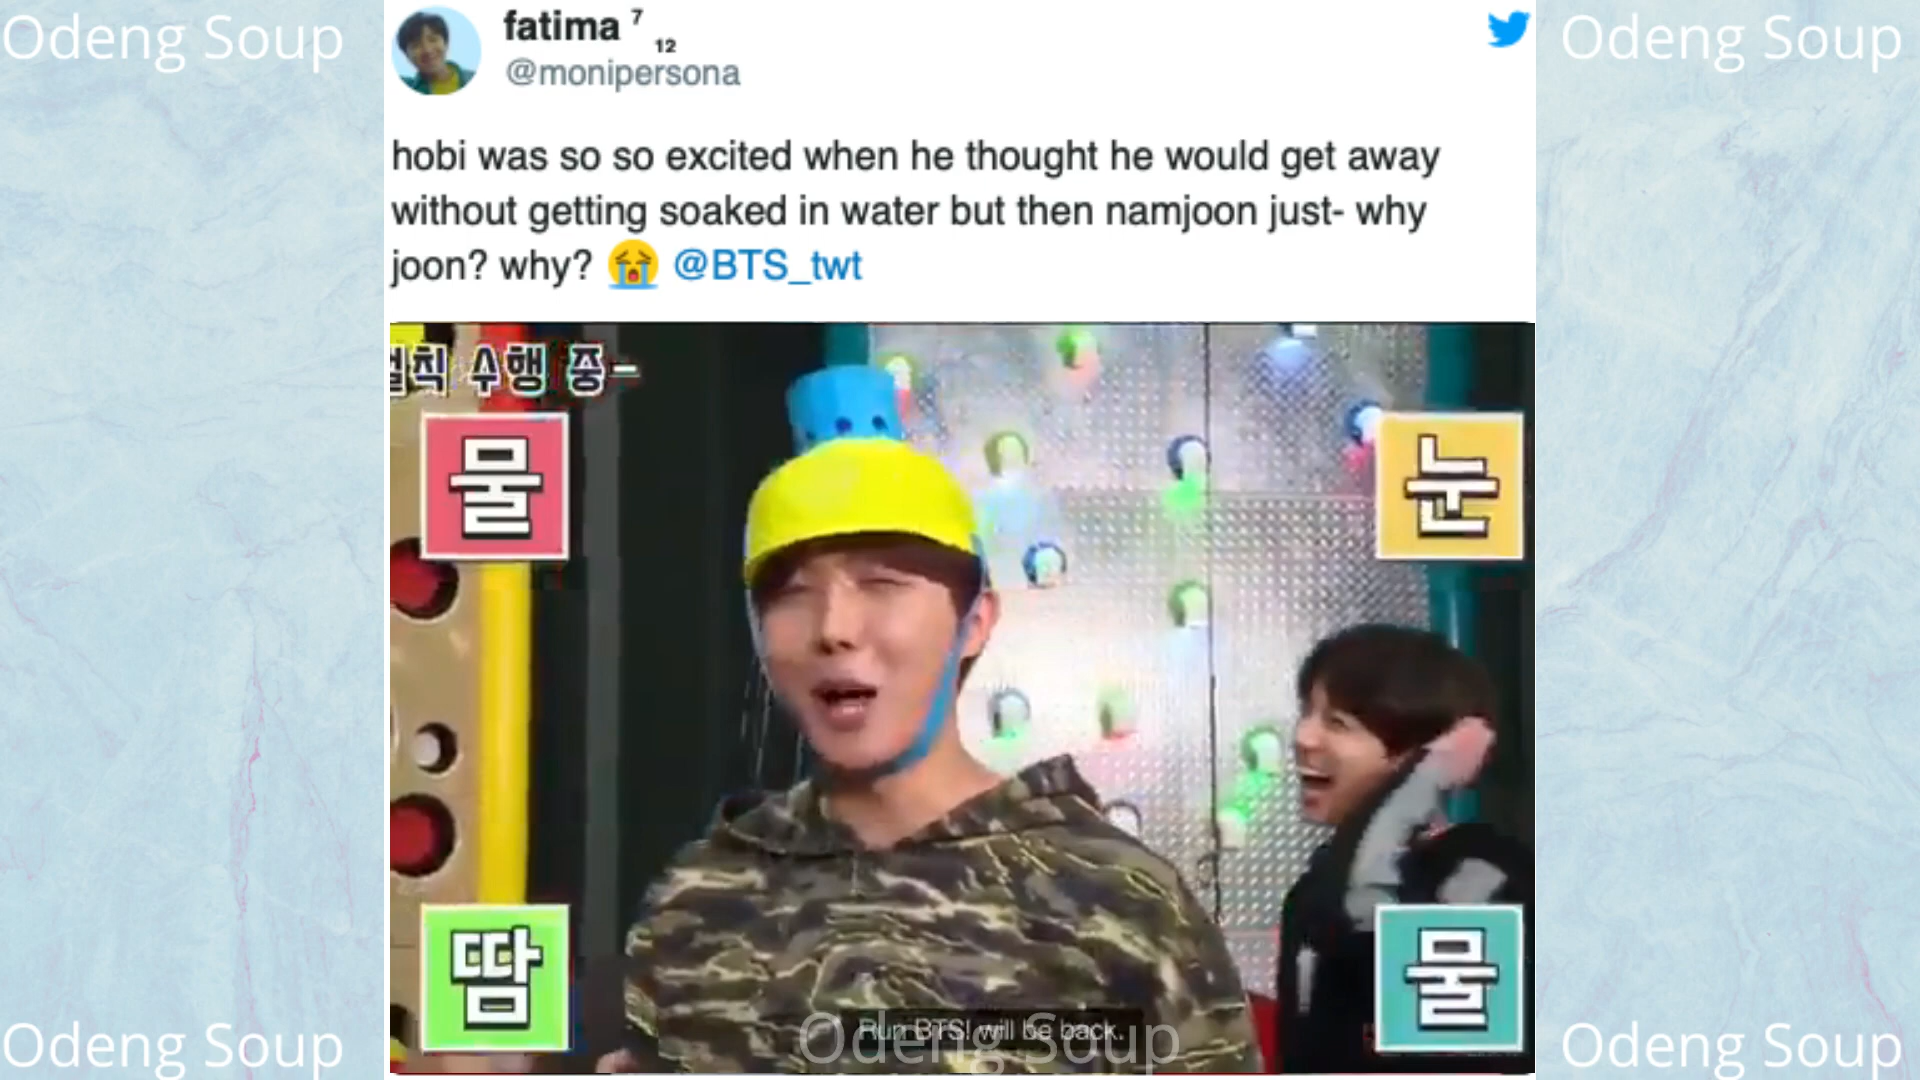 Odeng Soup
Odeng Soup
fatima ⁷
₁₂
@monipersona
hobi was so so excited when he thought he would get away
without getting soaked in water but then namjoon just- why
joon? why? 😭 @BTS_twt
수행 중-
물
눈
땀
물
Run BTS! will be back.
Odeng Soup
Odeng Soup
Odeng Soup